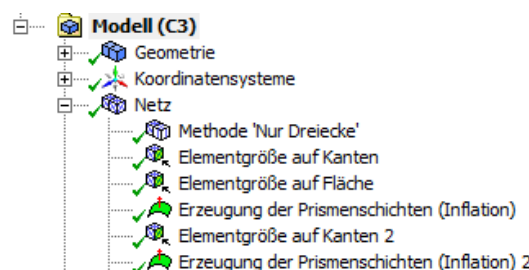 Modell (C3)
Geometrie
Koordinatensysteme
Netz
Methode 'Nur Dreiecke'
Elementgröße auf Kanten
Elementgröße auf Fläche
Erzeugung der Prismenschichten (Inflation)
Elementgröße auf Kanten 2
Erzeugung der Prismenschichten (Inflation) 2